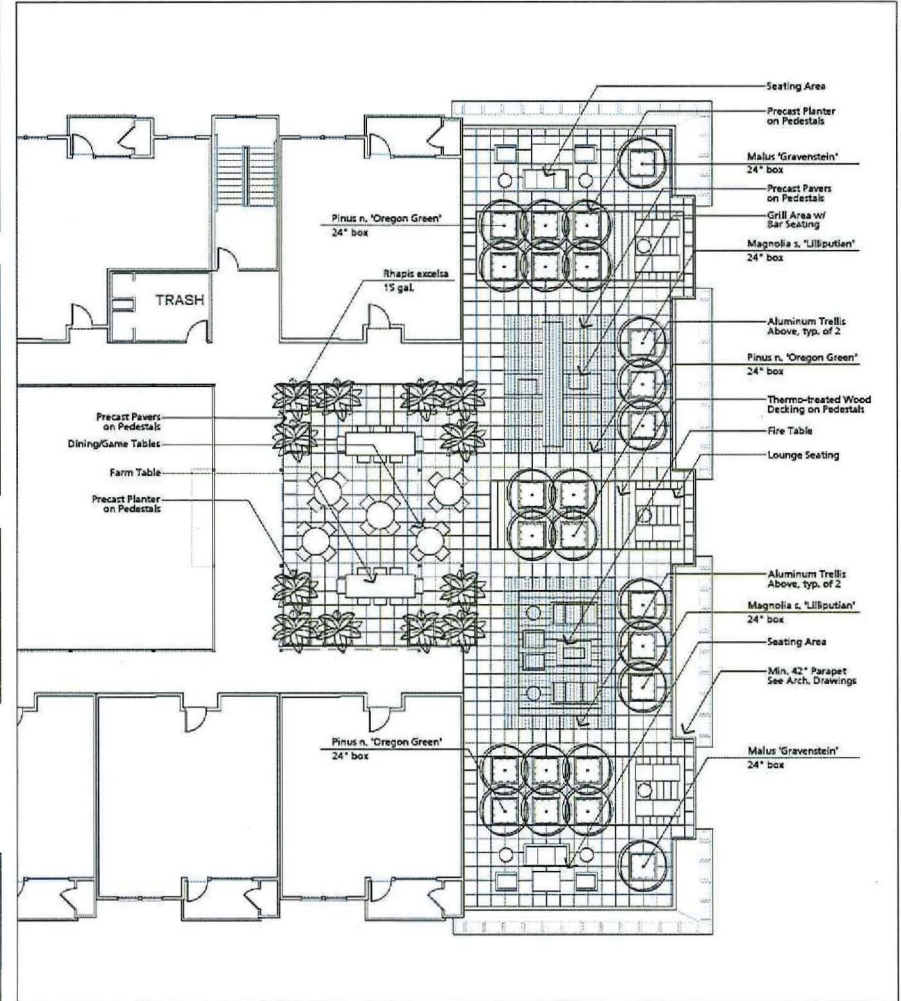 Seating Area
Precast Planter
on Pedestals
Malus 'Gravenstein'
24" box
Precast Pavers
on Pedestals
Grill Area w/
Bar Seating
Magnolia s. 'Lilliputian'
24" box
Pinus n. 'Oregon Green'
24" box
Rhapis excelsa
15 gal.
TRASH
Aluminum Trellis
Above, typ. of 2
Pinus n. 'Oregon Green'
24" box
Thermo-treated Wood
Decking on Pedestals
Fire Table
Lounge Seating
Precast Pavers
on Pedestals
Dining/Game Tables
Farm Table
Precast Planter
on Pedestals
Aluminum Trellis
Above, typ. of 2
Magnolia s. 'Lilliputian'
24" box
Seating Area
Min. 42" Parapet
See Arch. Drawings
Pinus n. 'Oregon Green'
24" box
Malus 'Gravenstein'
24" box